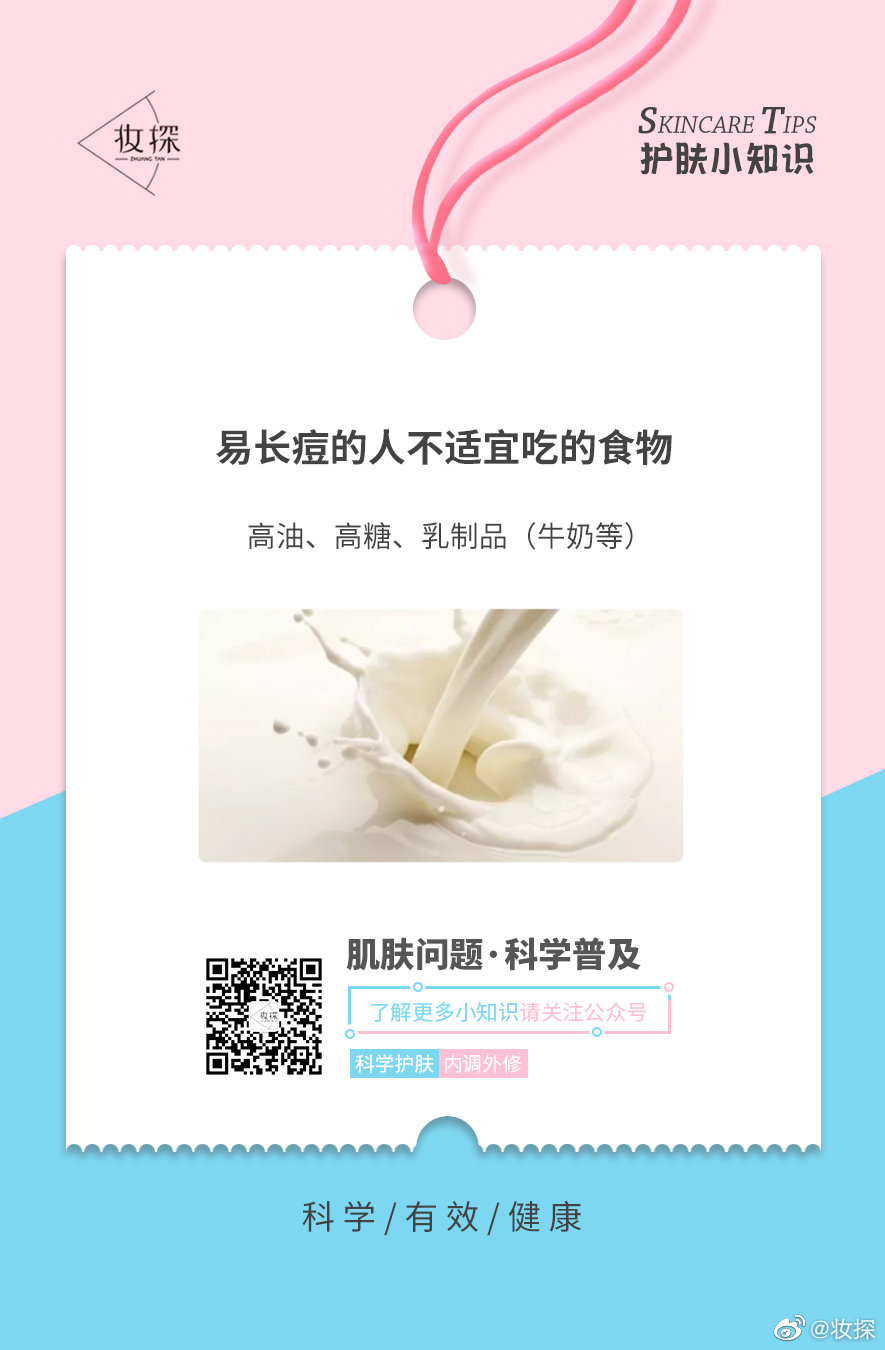 妆探
ZHUANG TAN
SKINCARE TIPS
护肤小知识
易长痘的人不适宜吃的食物
高油、高糖、乳制品（牛奶等）
肌肤问题·科学普及
妆探
了解更多小知识请关注公众号
科学护肤 内调外修
科学/有效/健康
@妆探